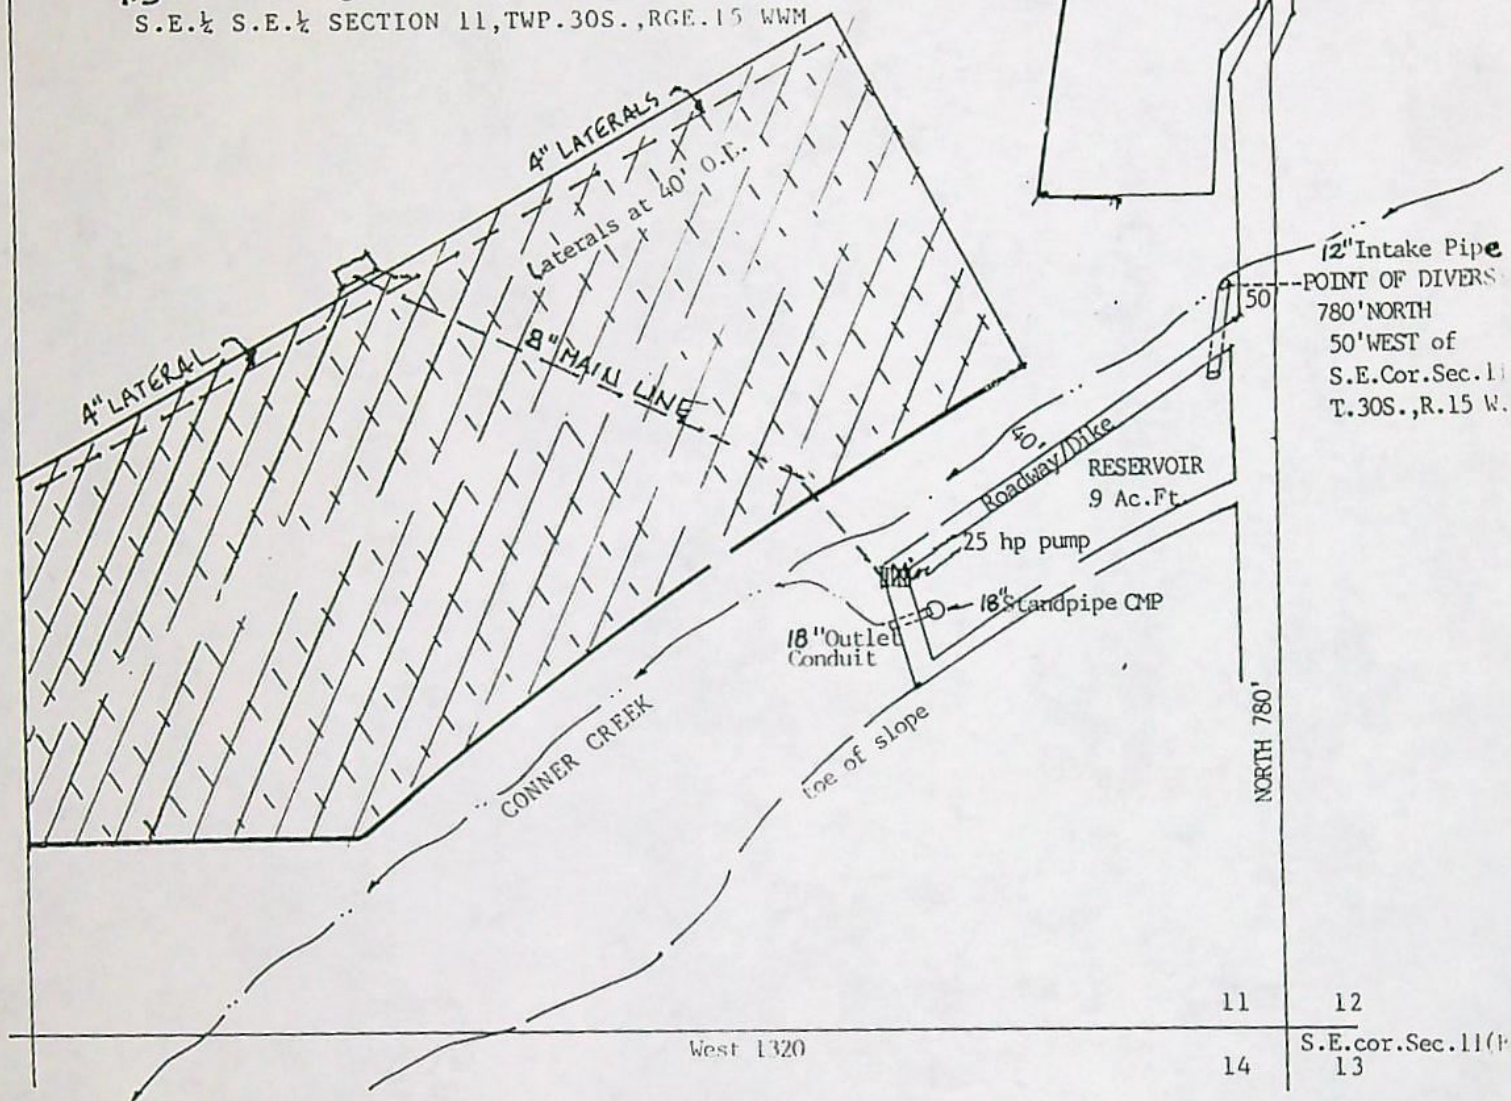 S.E.¼ S.E.¼ SECTION 11,TWP.30S.,RGE.15 WWM
4" LATERALS
Laterals at 40' O.E.
4" LATERAL
8" MAIN LINE
12" Intake Pipe
POINT OF DIVERS
50
780'NORTH
50'WEST of
S.E.Cor.Sec.11
T.30S.,R.15 W.
40'
Roadway/Dike
RESERVOIR
9 Ac.Ft.
25 hp pump
18"Standpipe CMP
18"Outlet
Conduit
CONNER CREEK
toe of slope
NORTH 780'
11 12
West 1320
S.E.cor.Sec.11(
14 13